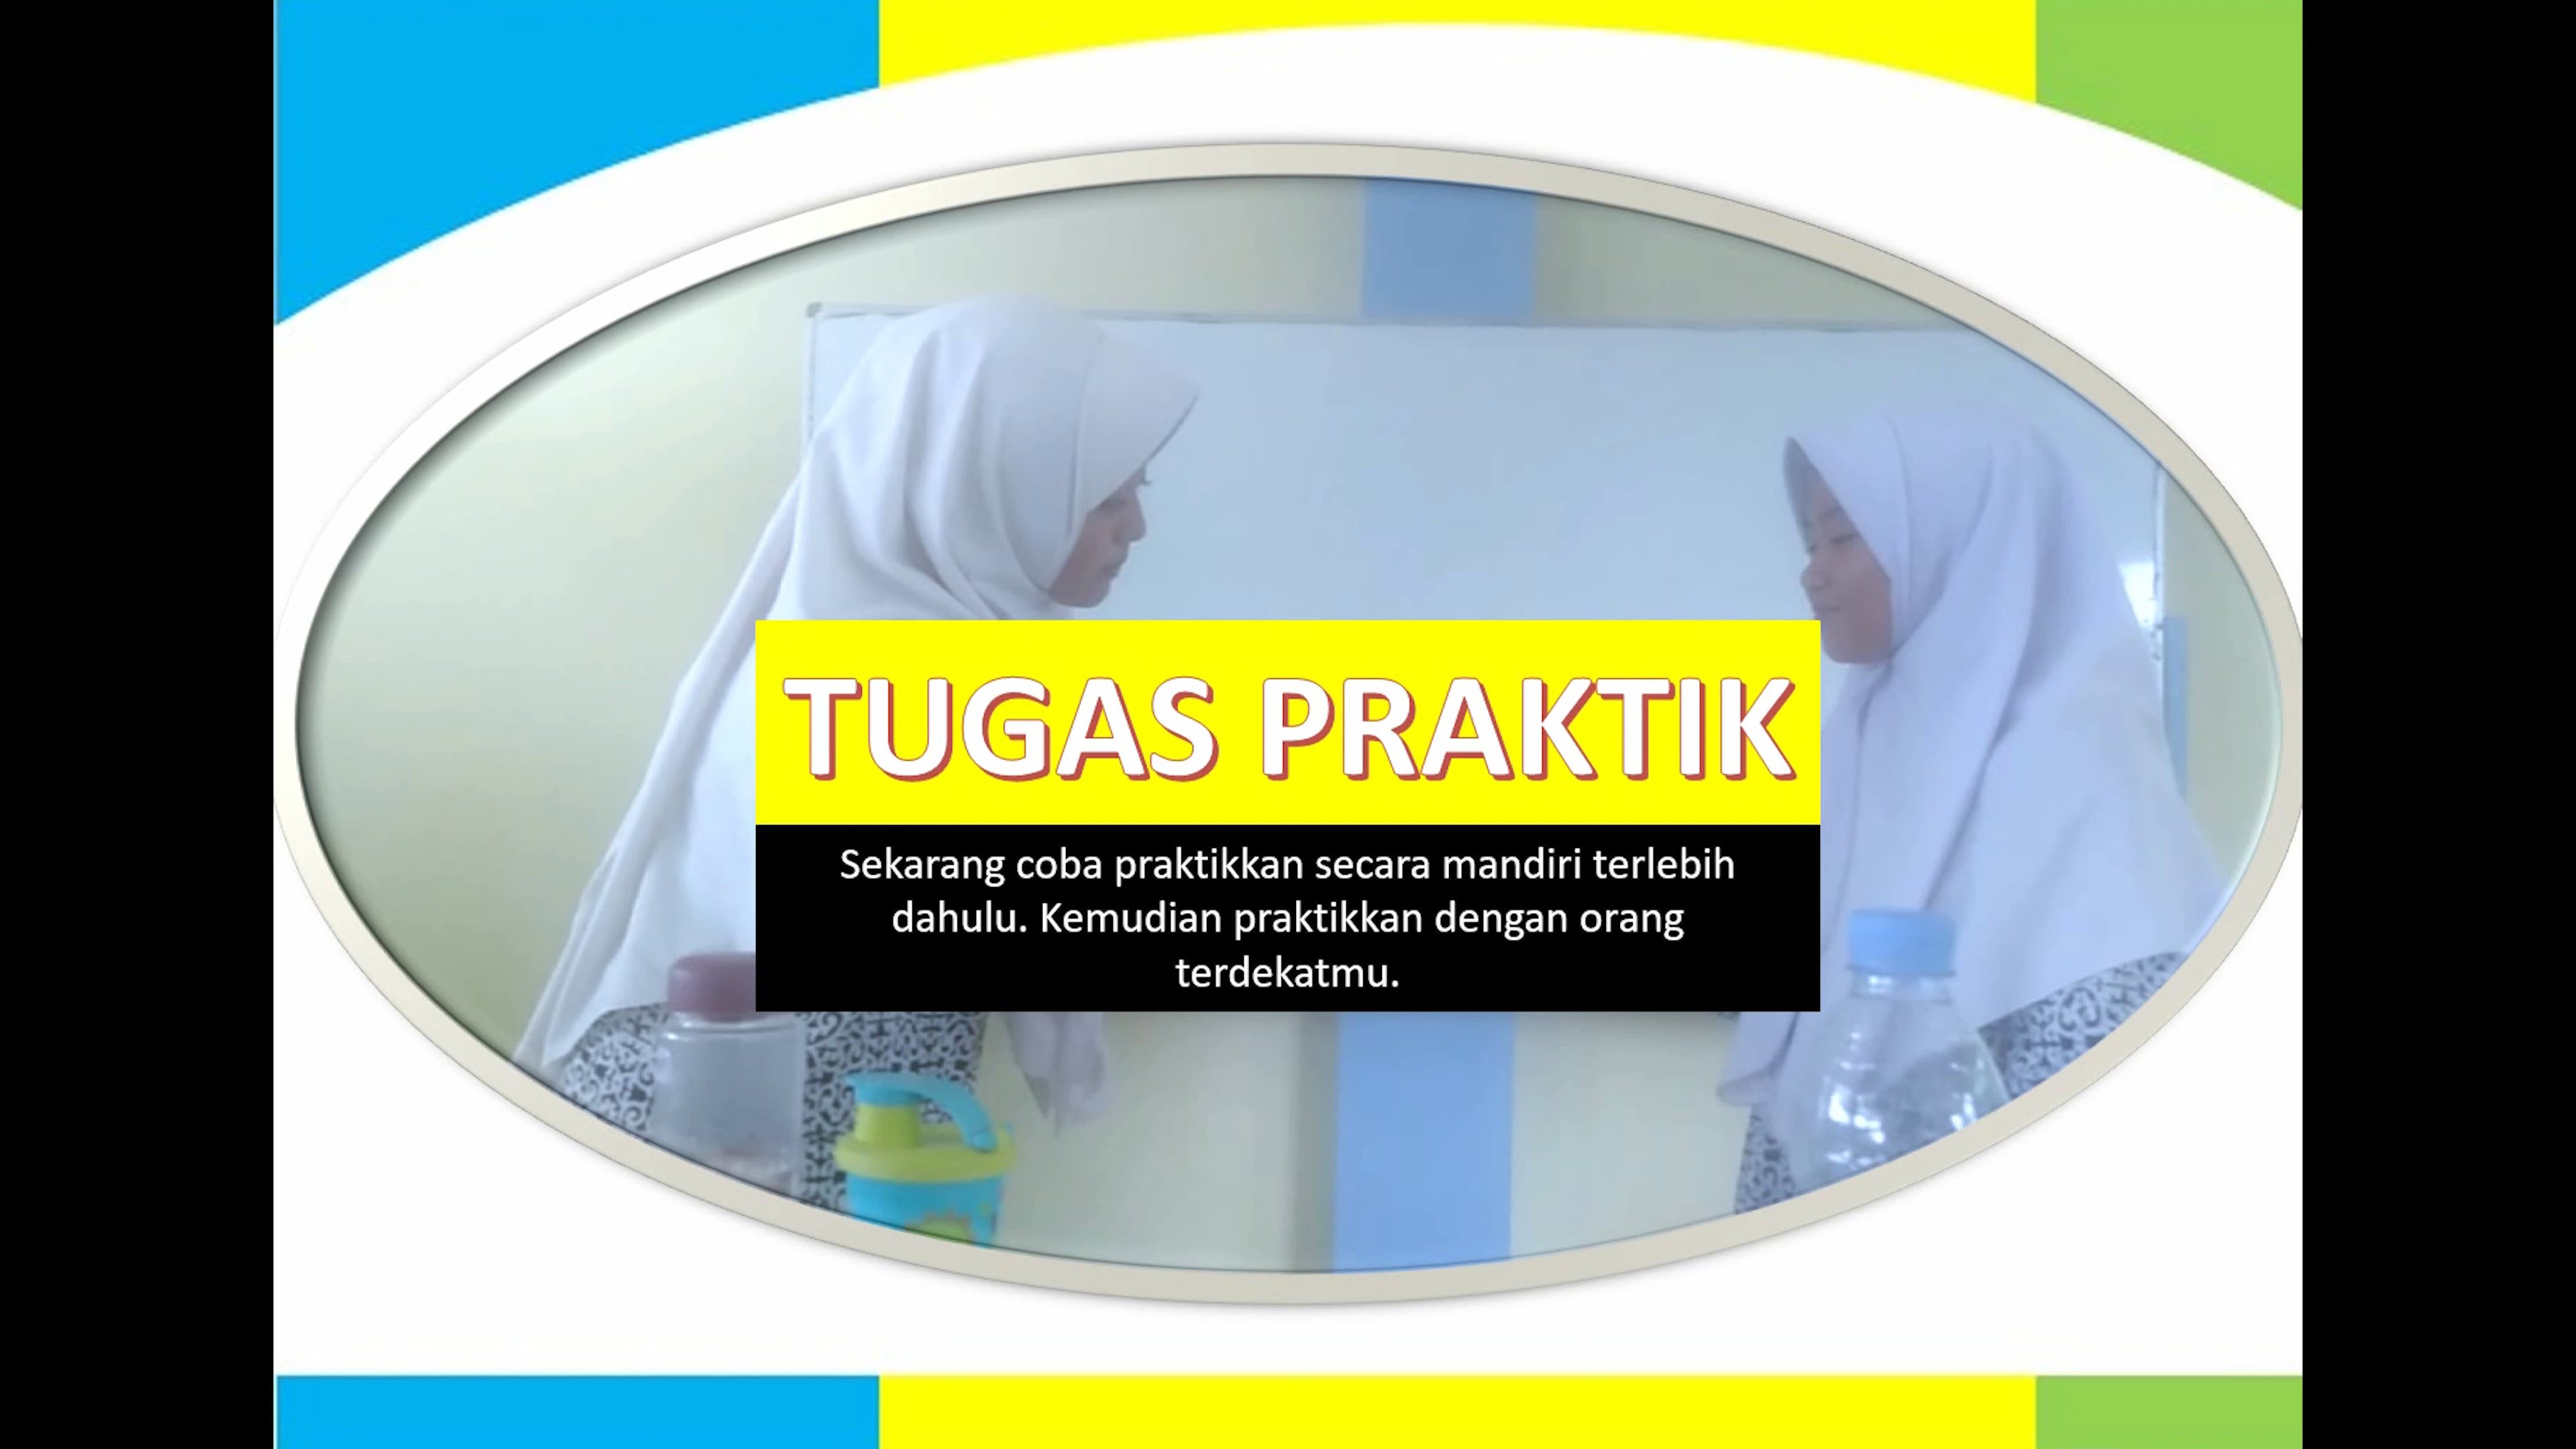 TUGAS PRAKTIK
Sekarang coba praktikkan secara mandiri terlebih
dahulu. Kemudian praktikkan dengan orang
terdekatmu.